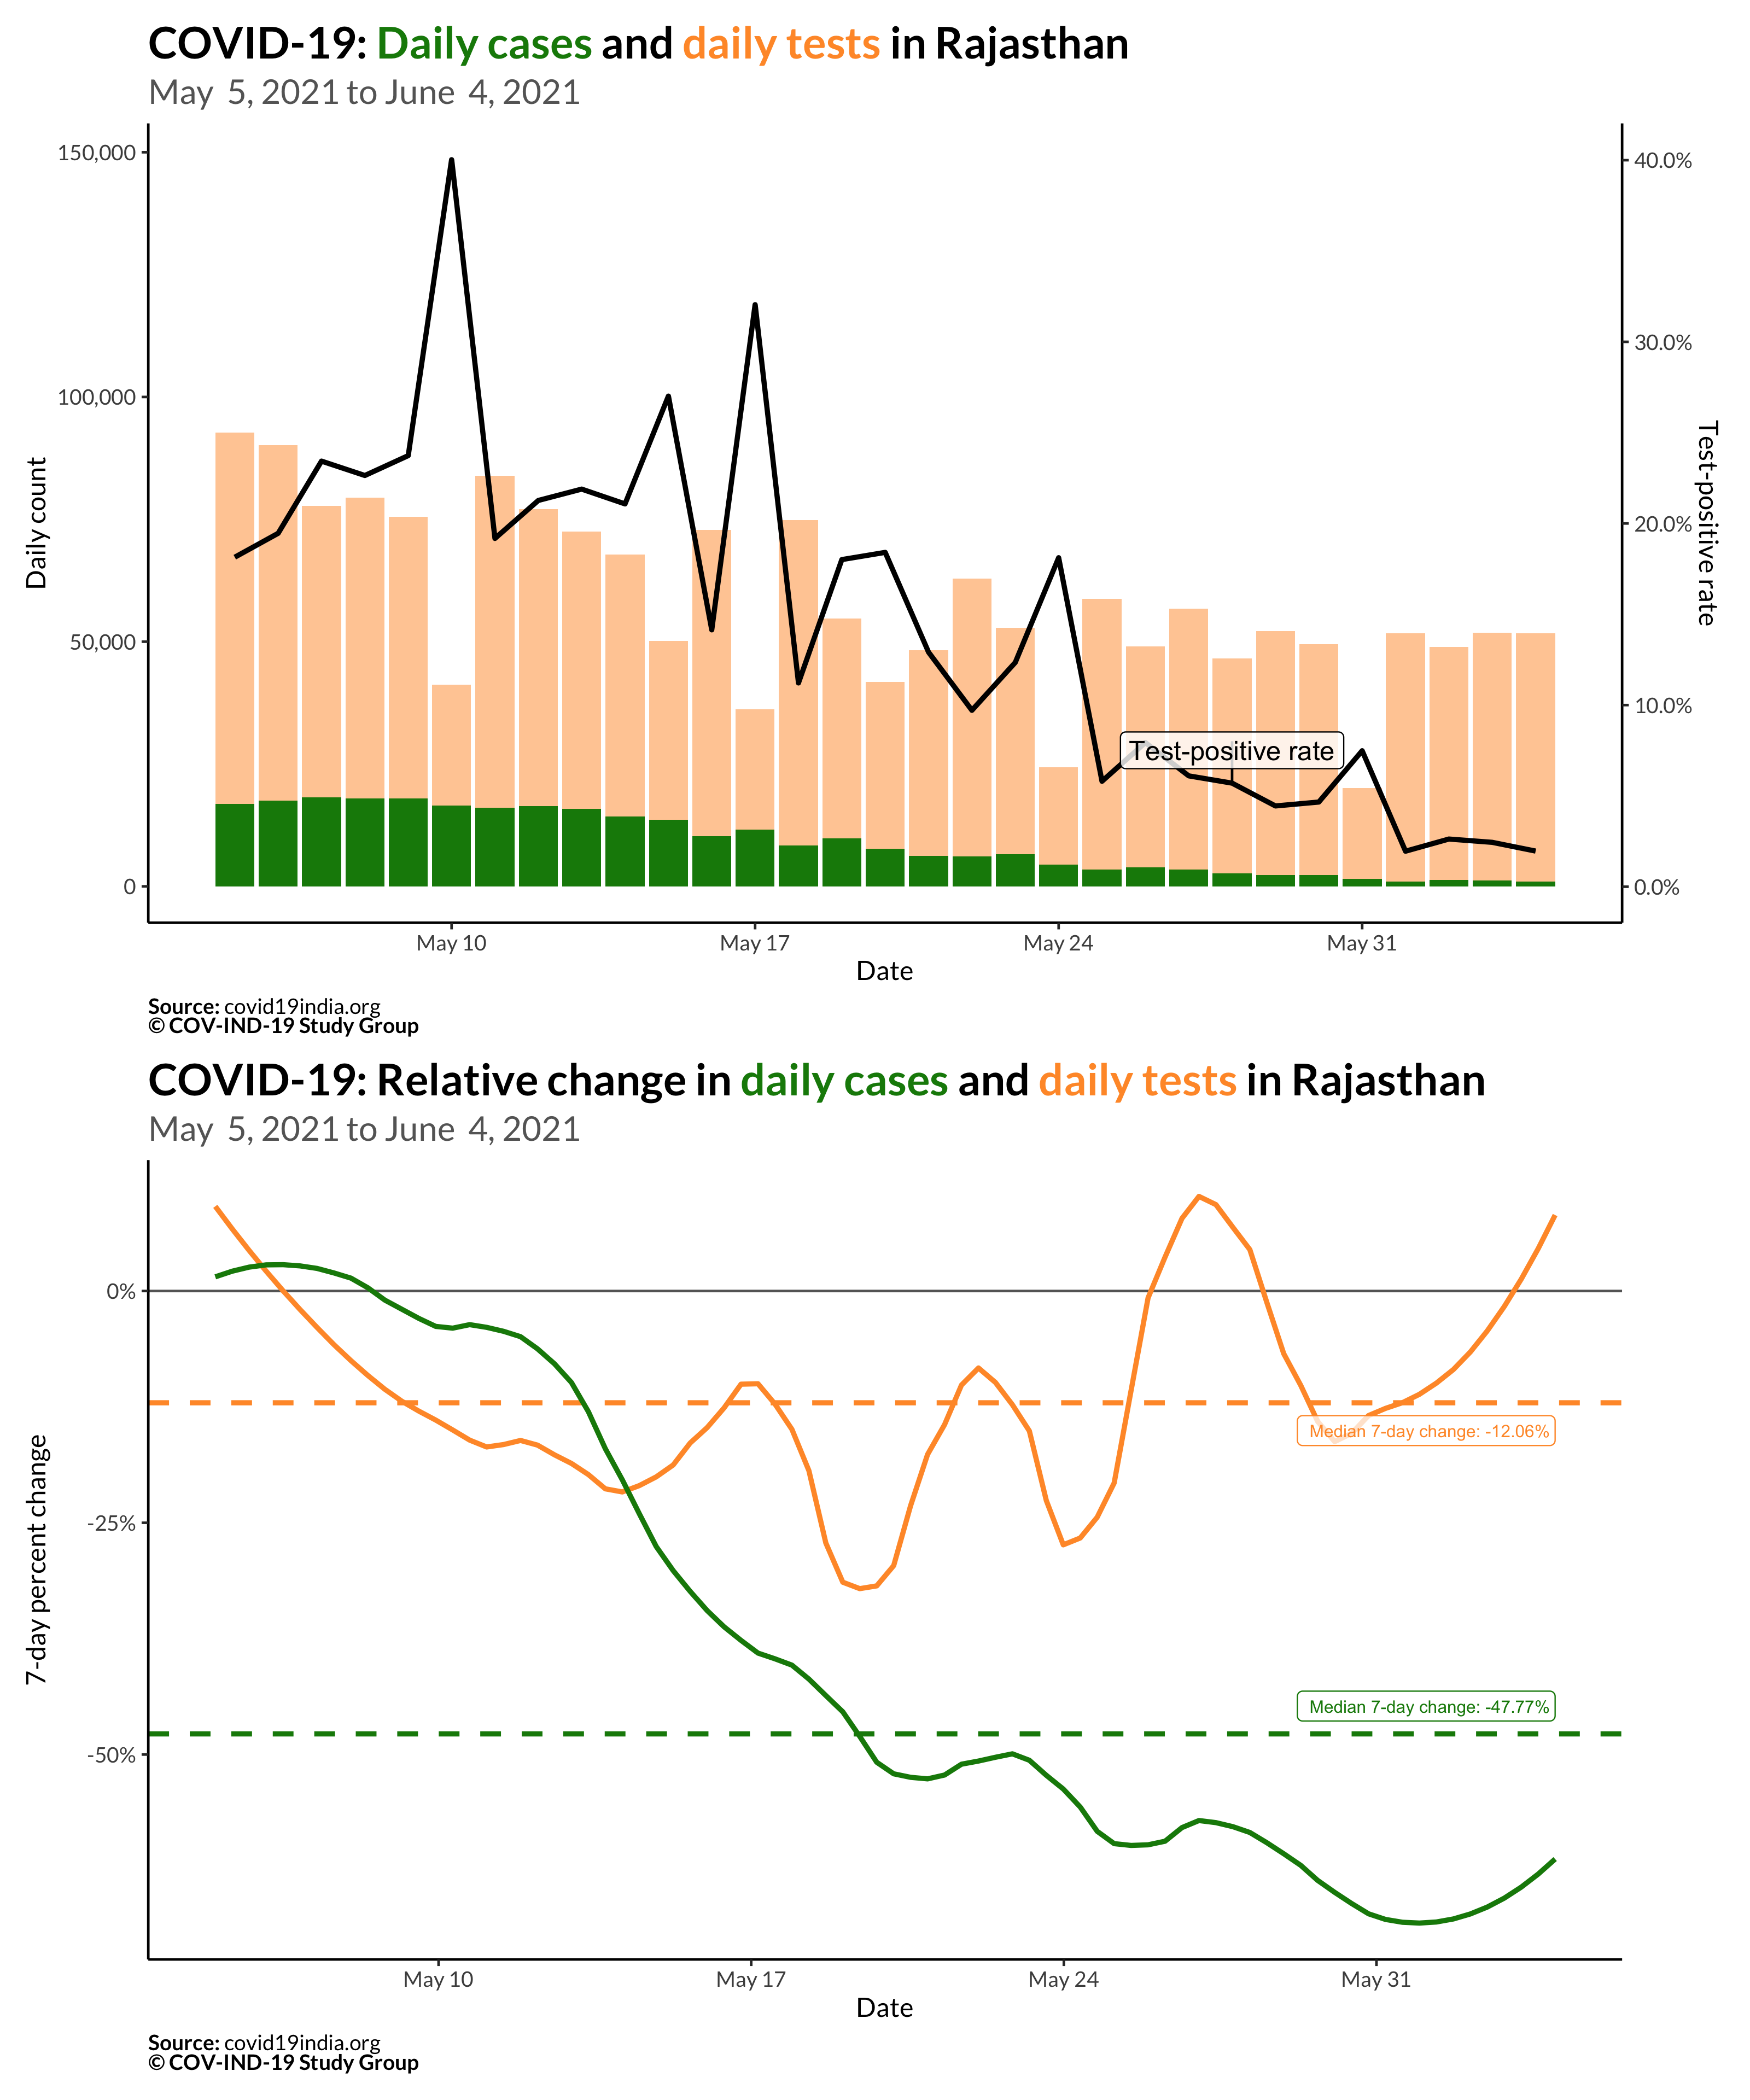 COVID-19: Daily cases and daily tests in Rajasthan
May 5, 2021 to June 4, 2021
150,000
100,000
50,000
0
Daily count
40.0%
30.0%
20.0%
10.0%
0.0%
Test-positive rate
Test-positive rate
May 10
May 17
May 24
May 31
Date
Source: covid19india.org
© COV-IND-19 Study Group
COVID-19: Relative change in daily cases and daily tests in Rajasthan
May 5, 2021 to June 4, 2021
0%
-25%
-50%
7-day percent change
Median 7-day change: -12.06%
Median 7-day change: -47.77%
May 10
May 17
May 24
May 31
Date
Source: covid19india.org
© COV-IND-19 Study Group